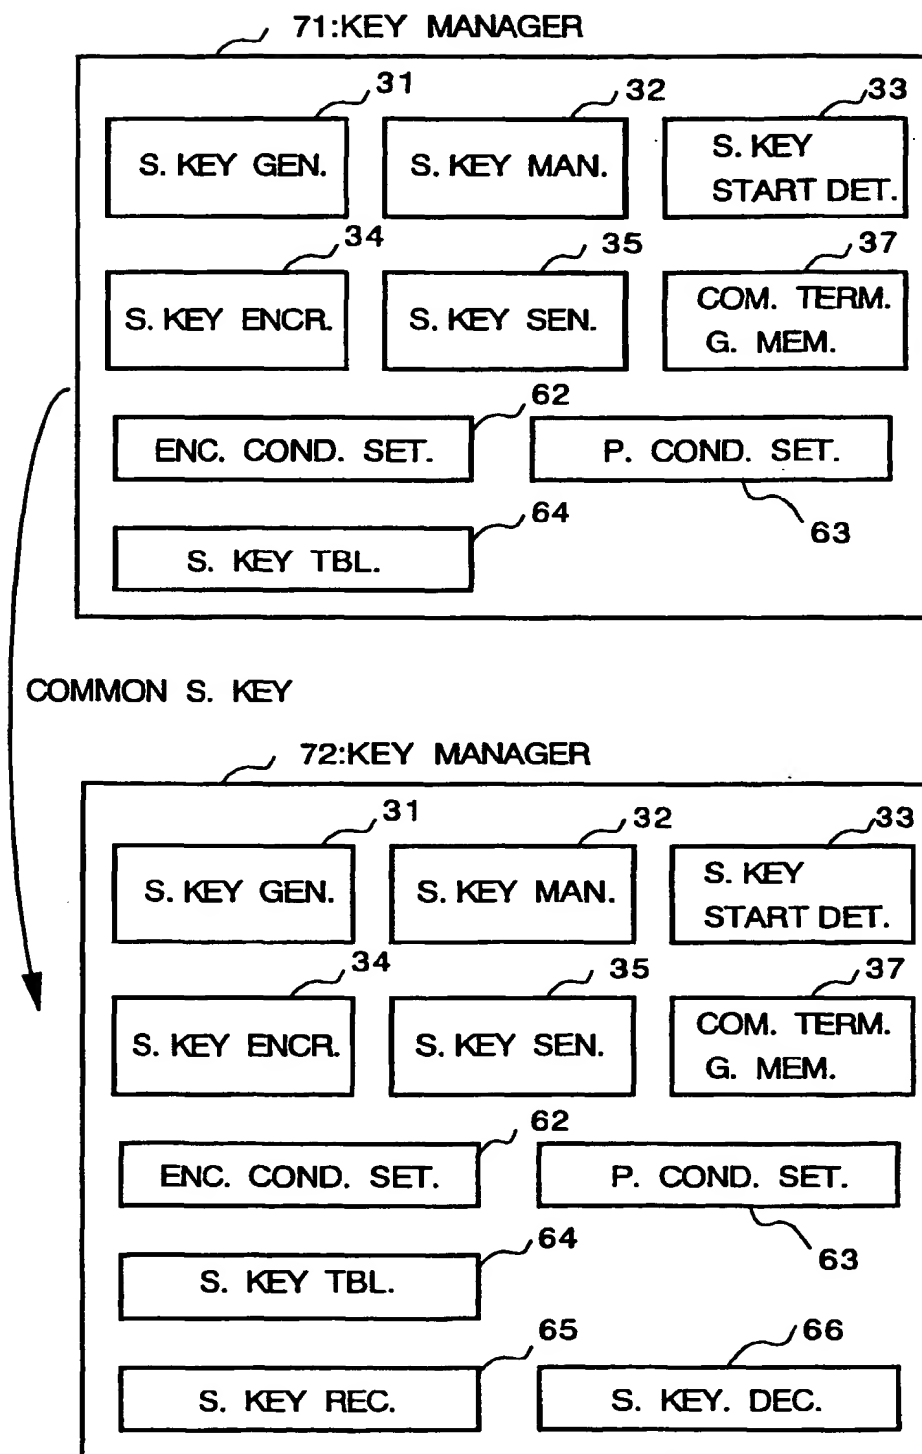 71:KEY MANAGER
31
32
33
S. KEY GEN.
S. KEY MAN.
S. KEY
START DET.
34
35
37
S. KEY ENCR.
S. KEY SEN.
COM. TERM.
G. MEM.
62
ENC. COND. SET.
P. COND. SET.
64
63
S. KEY TBL.
COMMON S. KEY
72:KEY MANAGER
31
32
33
S. KEY GEN.
S. KEY MAN.
S. KEY
START DET.
34
35
37
S. KEY ENCR.
S. KEY SEN.
COM. TERM.
G. MEM.
62
ENC. COND. SET.
P. COND. SET.
64
63
S. KEY TBL.
65
66
S. KEY REC.
S. KEY. DEC.